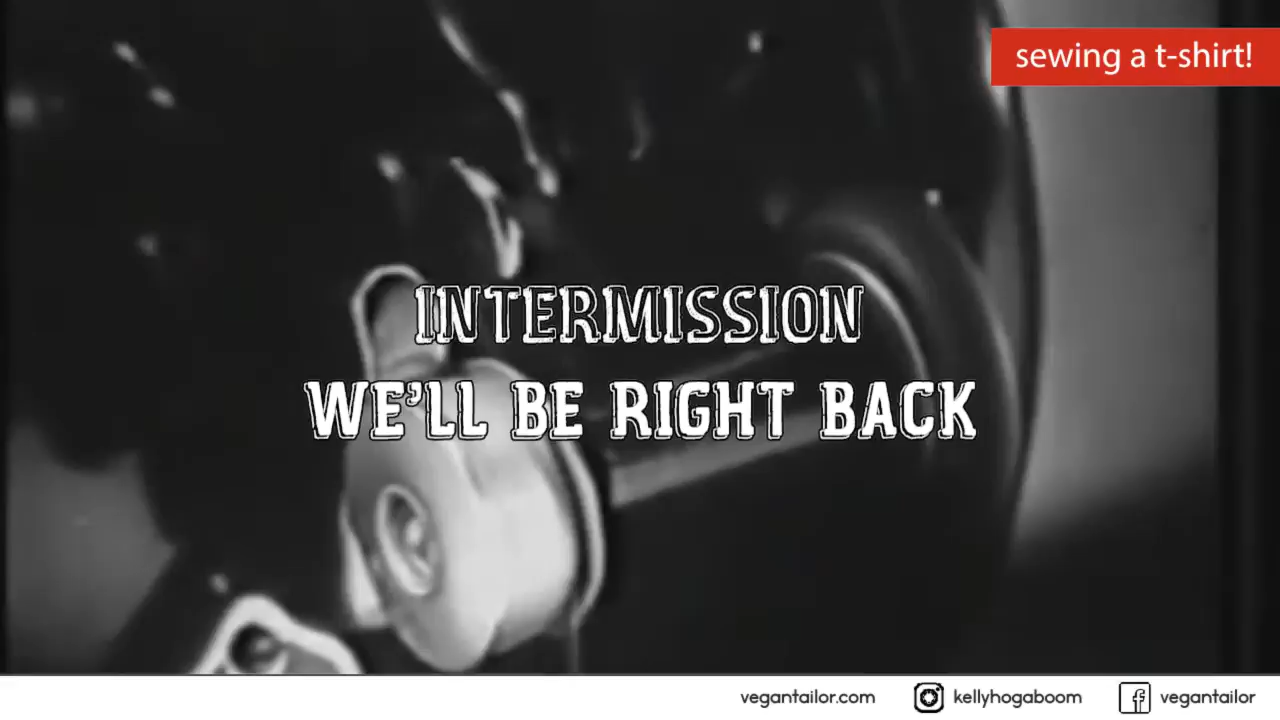 sewing a t-shirt!
INTERMISSION
WE'LL BE RIGHT BACK
vegantailor.com kellyhogaboom vegantailor